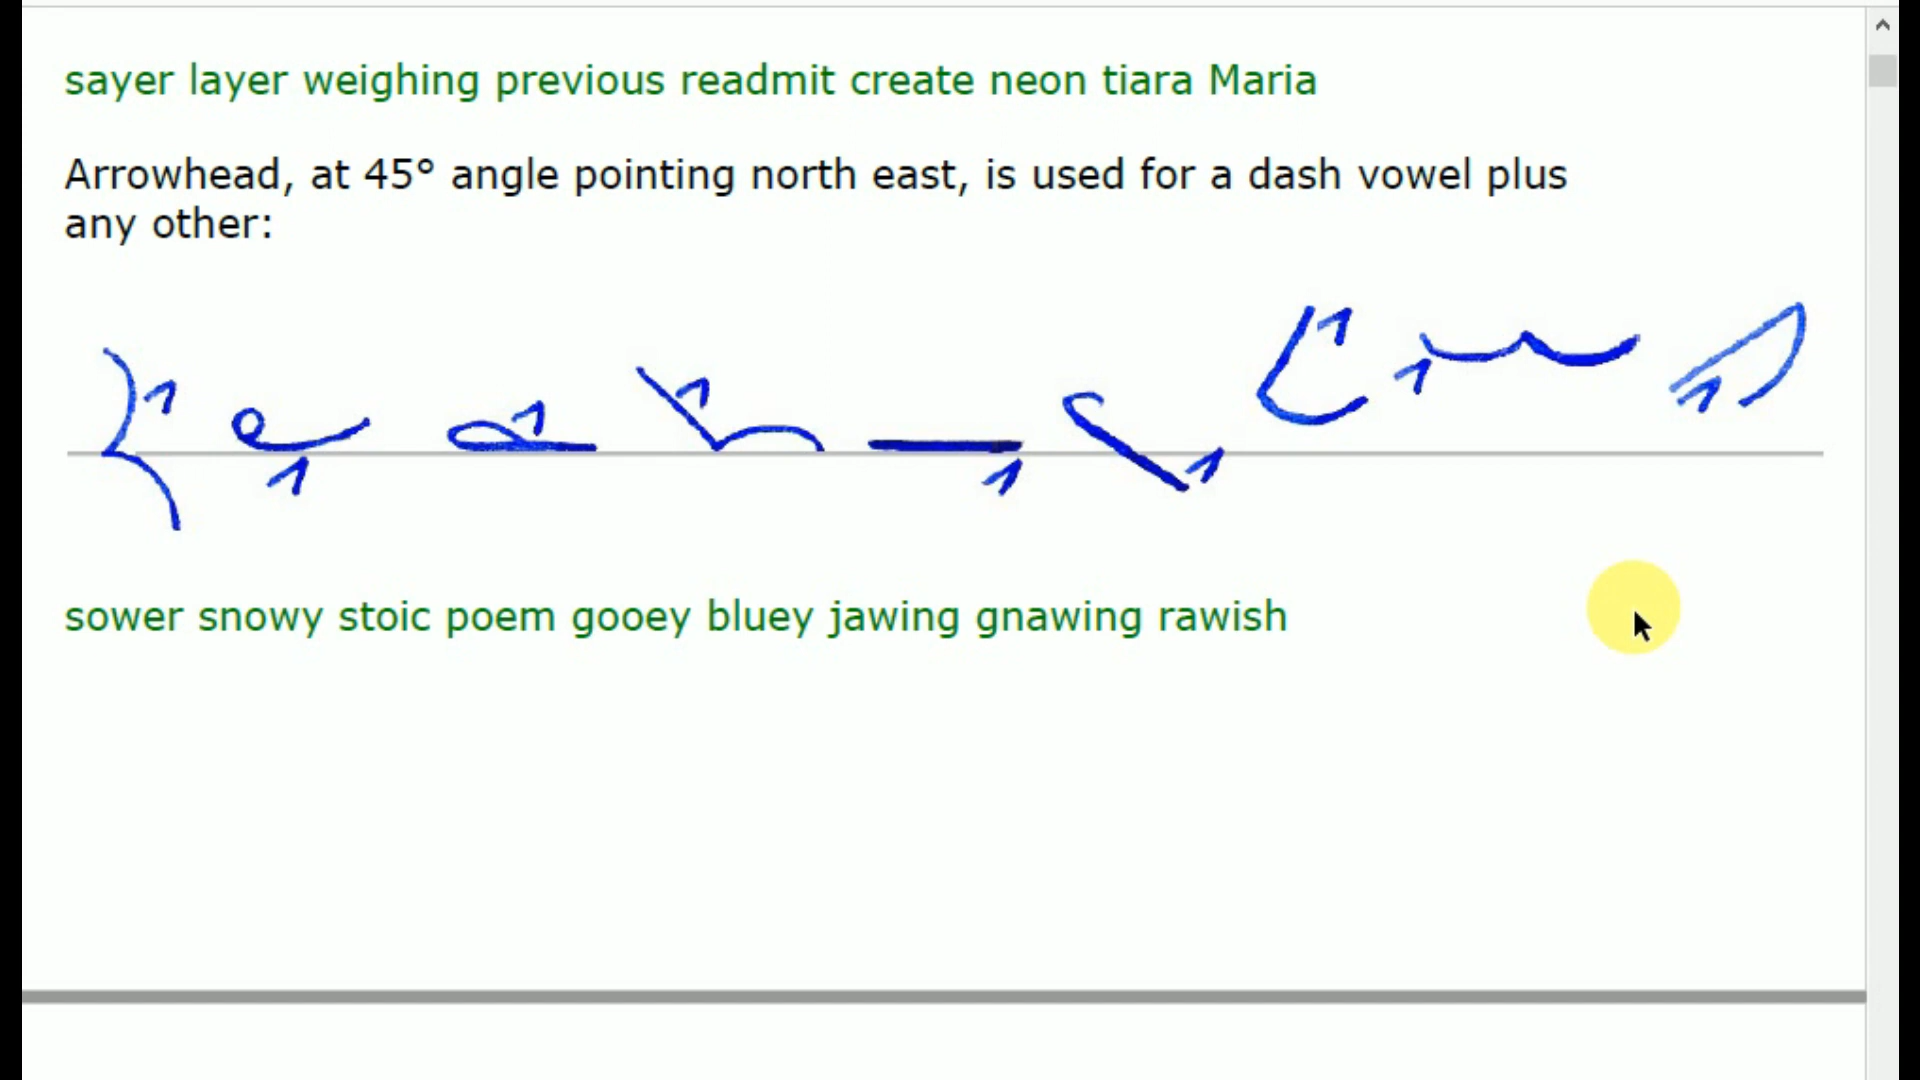 sayer layer weighing previous readmit create neon tiara Maria
Arrowhead, at 45° angle pointing north east, is used for a dash vowel plus
any other:
sower snowy stoic poem gooey bluey jawing gnawing rawish